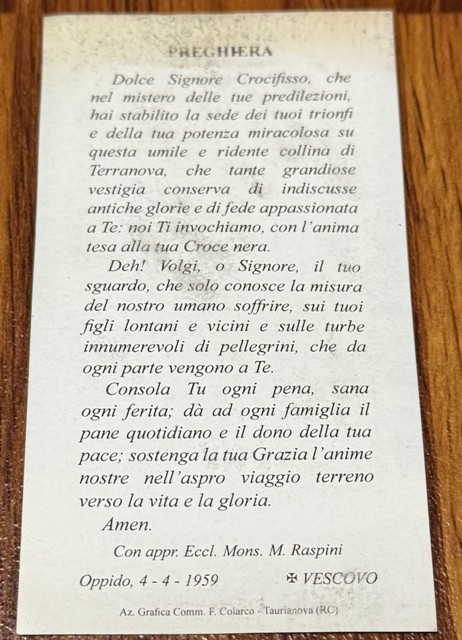 PREGHIERA
Dolce Signore Crocifisso, che
nel mistero delle tue predilezioni,
hai stabilito la sede dei tuoi trionfi
e della tua potenza miracolosa su
questa umile e ridente collina di
Terranova, che tante grandiose
vestigia conserva di indiscusse
antiche glorie e di fede appassionata
a Te: noi Ti invochiamo, con l'anima
tesa alla tua Croce nera.
Deh! Volgi, o Signore, il tuo
sguardo, che solo conosce la misura
del nostro umano soffrire, sui tuoi
figli lontani e vicini e sulle turbe
innumerevoli di pellegrini, che da
ogni parte vengono a Te.
Consola Tu ogni pena, sana
ogni ferita; dà ad ogni famiglia il
pane quotidiano e il dono della tua
pace; sostenga la tua Grazia l'anime
nostre nell'aspro viaggio terreno
verso la vita e la gloria.
Amen.
Con appr. Eccl. Mons. M. Raspini
Oppido, 4 - 4 - 1959 ✠ VESCOVO
Az. Grafica Comm. F. Colarco - Taurianova (RC)